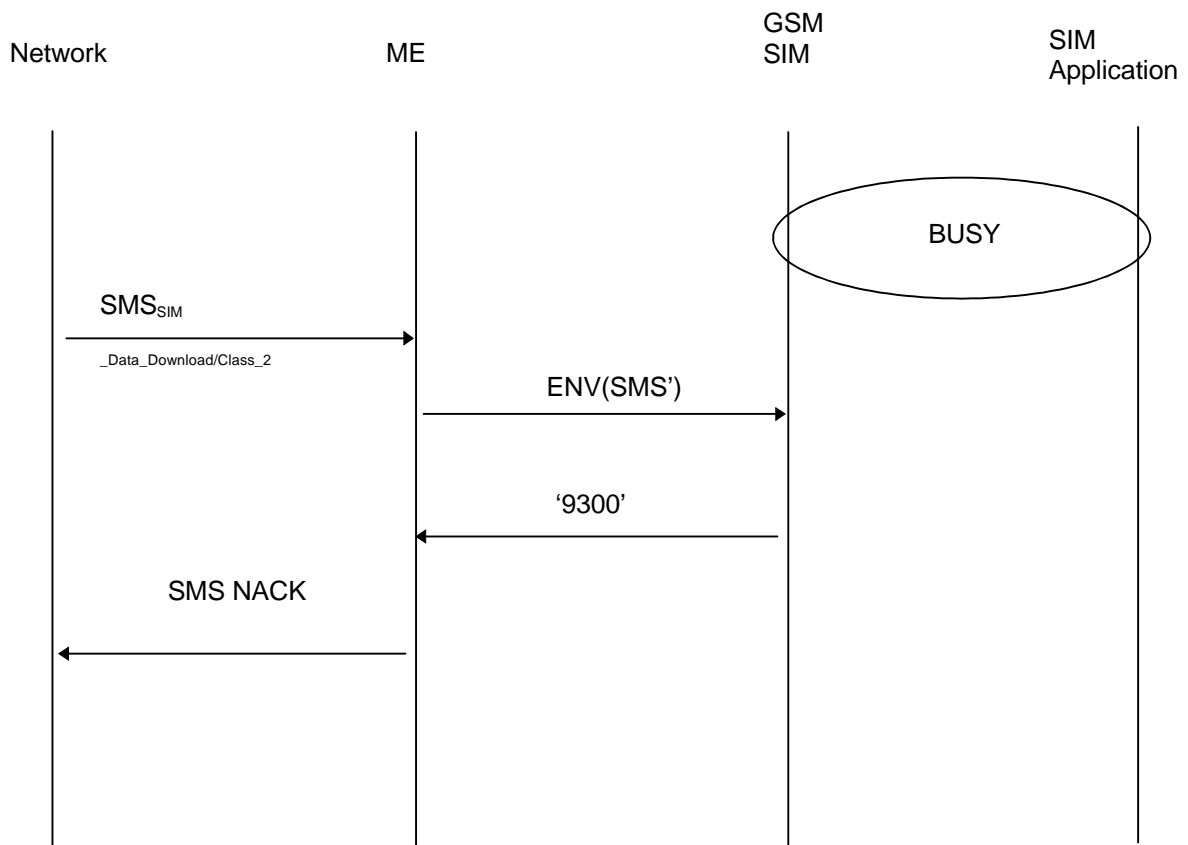 Network
ME
GSM
SIM
SIM
Application
BUSY
SMSSIM
_Data_Download/Class_2
ENV(SMS’)
‘9300’
SMS NACK